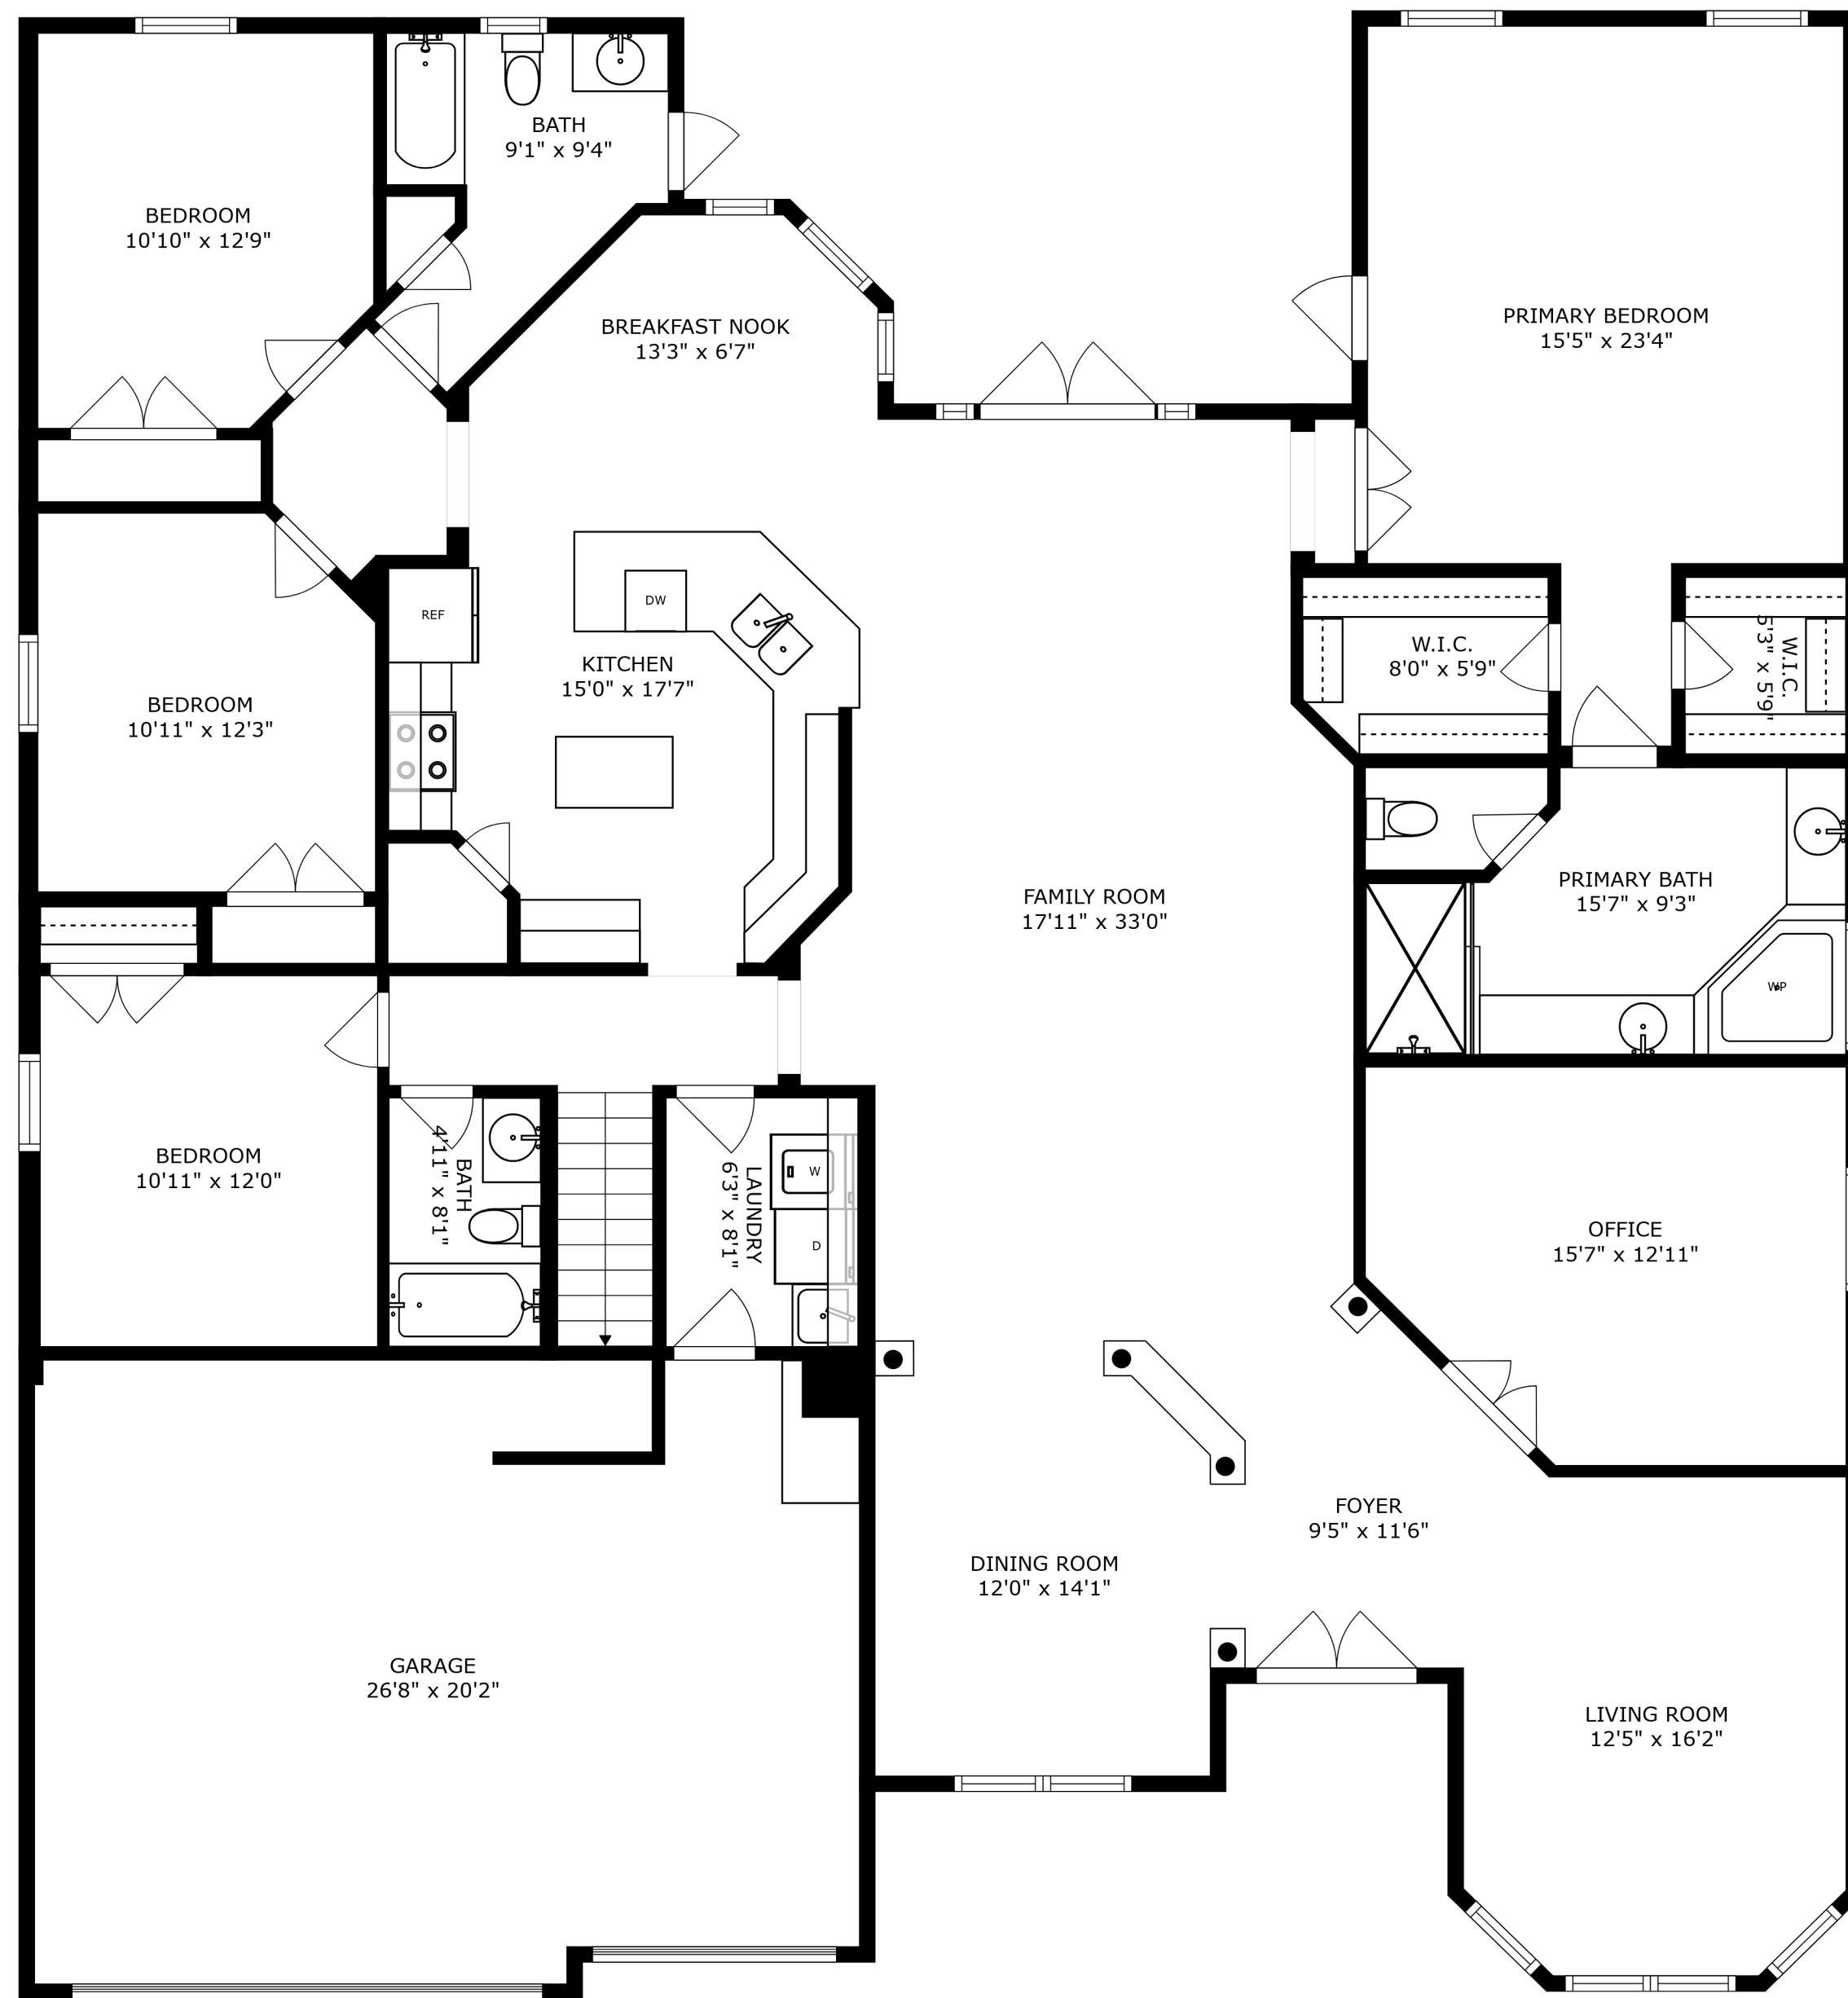 BATH
9'1" x 9'4"
BEDROOM
10'10" x 12'9"
BREAKFAST NOOK
13'3" x 6'7"
PRIMARY BEDROOM
15'5" x 23'4"
DW
REF
KITCHEN
15'0" x 17'7"
W.I.C.
8'0" x 5'9"
W.I.C.
5'3" x 5'9"
BEDROOM
10'11" x 12'3"
FAMILY ROOM
17'11" x 33'0"
PRIMARY BATH
15'7" x 9'3"
WP
BEDROOM
10'11" x 12'0"
BATH
4'11" x 8'1"
LAUNDRY
6'3" x 8'1"
W
D
OFFICE
15'7" x 12'11"
FOYER
9'5" x 11'6"
DINING ROOM
12'0" x 14'1"
GARAGE
26'8" x 20'2"
LIVING ROOM
12'5" x 16'2"